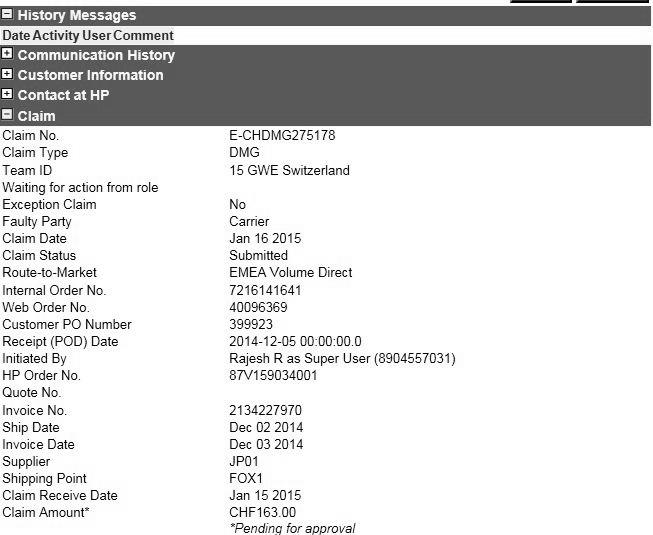 History Messages
Date Activity User Comment
Communication History
Customer Information
Contact at HP
Claim
Claim No. E-CHDMG275178
Claim Type DMG
Team ID 15 GWE Switzerland
Waiting for action from role
Exception Claim No
Faulty Party Carrier
Claim Date Jan 16 2015
Claim Status Submitted
Route-to-Market EMEA Volume Direct
Internal Order No. 7216141641
Web Order No. 40096369
Customer PO Number 399923
Receipt (POD) Date 2014-12-05 00:00:00.0
Initiated By Rajesh R as Super User (8904557031)
HP Order No. 87V159034001
Quote No.
Invoice No. 2134227970
Ship Date Dec 02 2014
Invoice Date Dec 03 2014
Supplier JP01
Shipping Point FOX1
Claim Receive Date Jan 15 2015
Claim Amount* CHF163.00
*Pending for approval